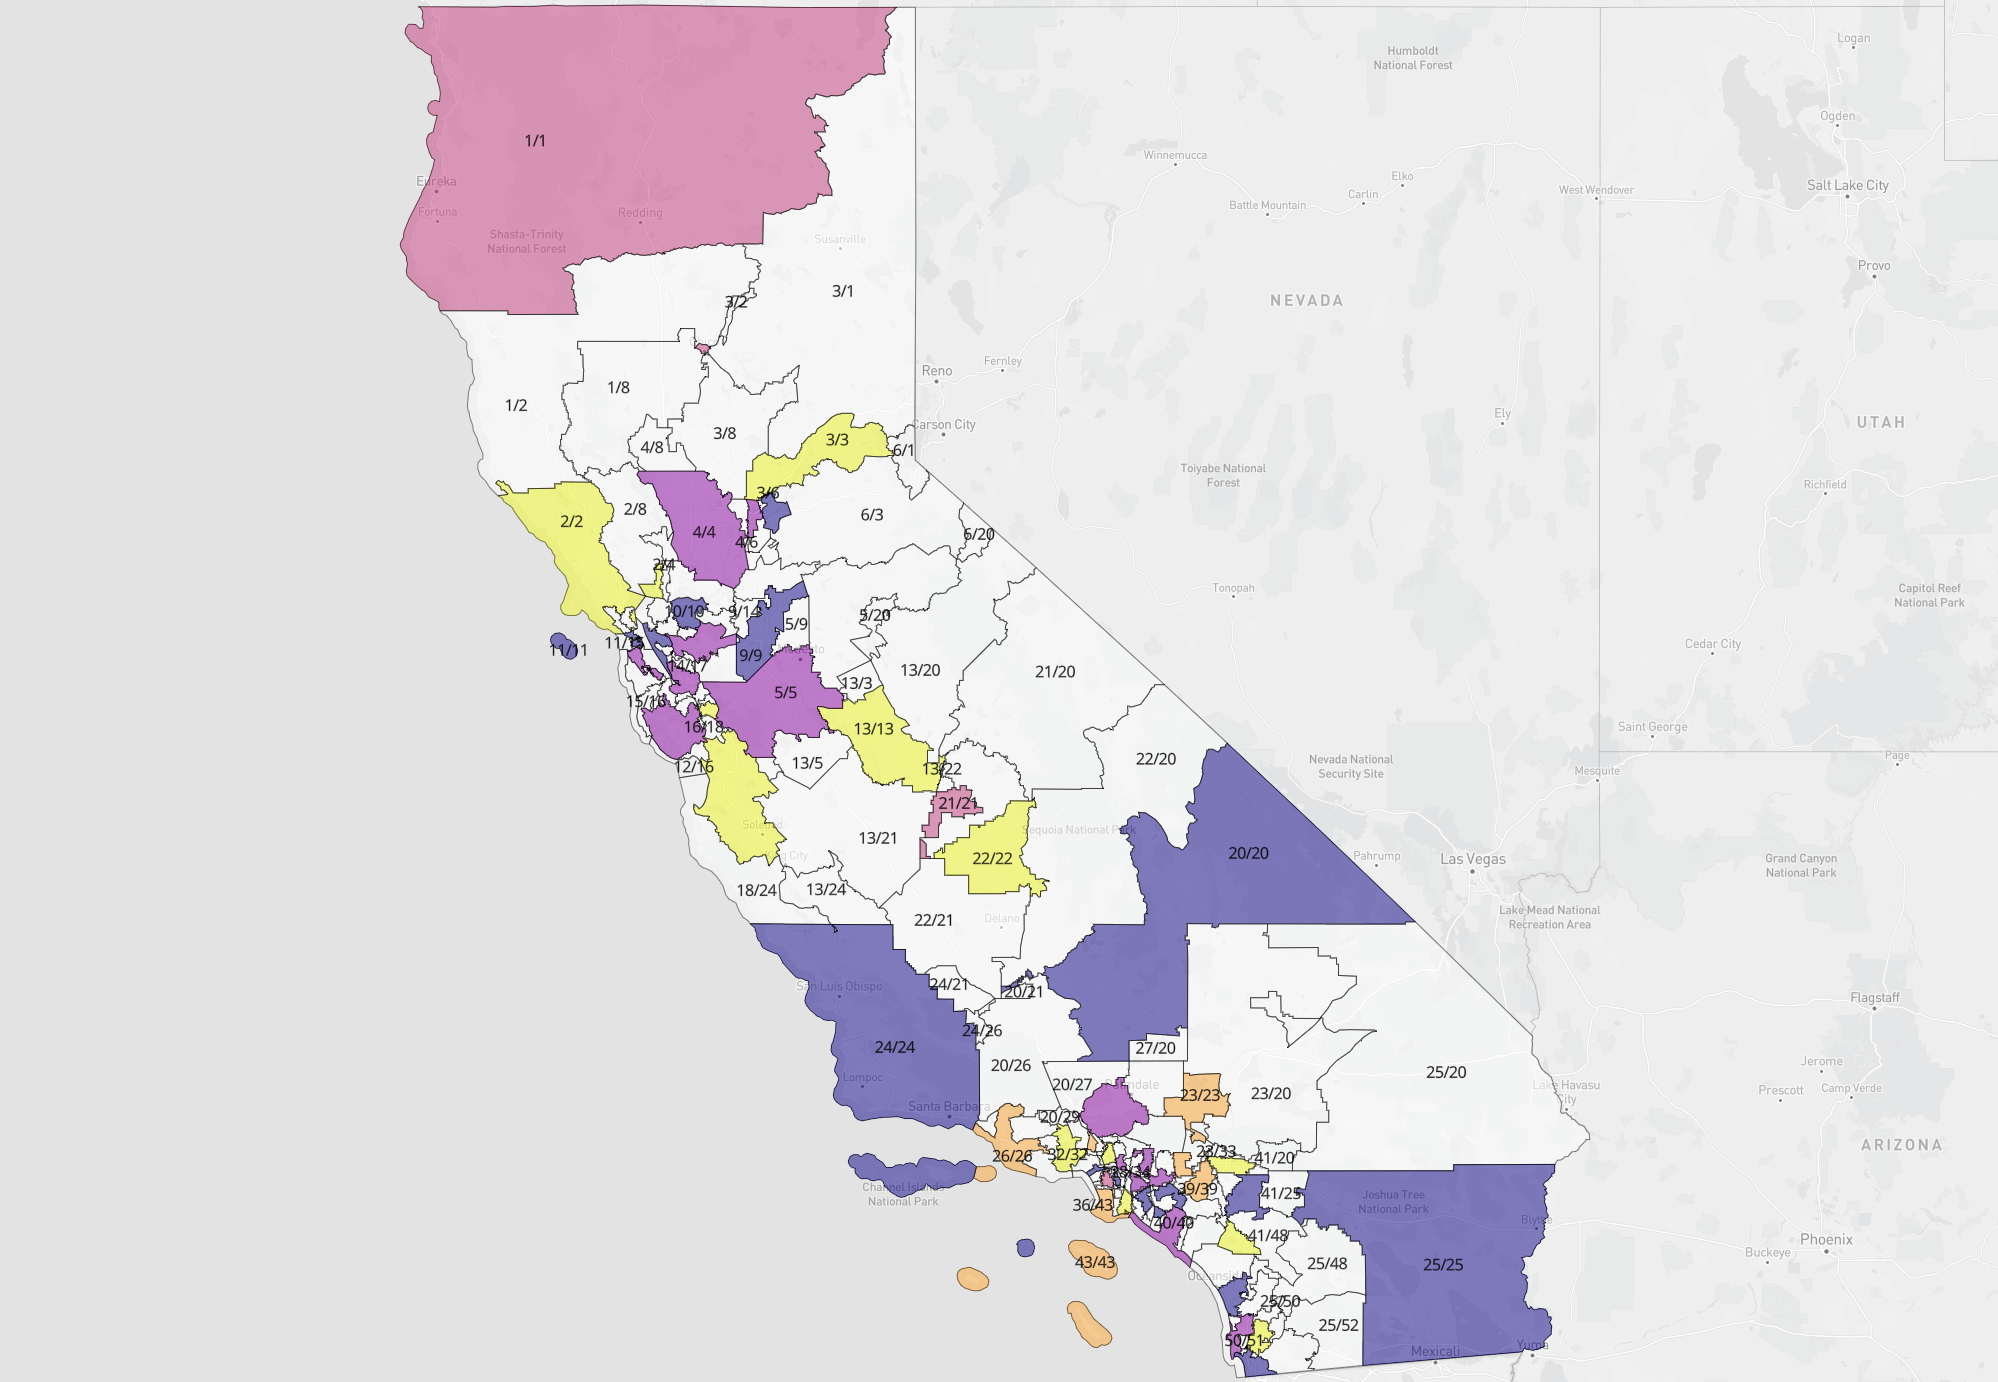 Logan
Humboldt
National Forest
Ogden
1/1
Winnemucca
Elko
Eureka
Carlin
West Wendover
Salt Lake City
Battle Mountain
Fortuna
Redding
Shasta-Trinity
National Forest
Susanville
Provo
3/1
3/2
NEVADA
Reno
Fernley
1/8
1/2
Ely
UTAH
3/8
Carson City
3/3
4/8
6/1
Toiyabe National
Forest
Richfield
3/6
2/8
2/2
6/3
4/4
6/20
4/6
2/4
Tonopah
Capitol Reef
National Park
10/10
5/20
5/9
Cedar City
11/11
9/9
14/17
13/20
21/20
13/3
5/5
16/18
13/13
Saint George
Page
13/5
12/16
13/22
22/20
Nevada National
Security Site
Mesquite
21/21
Soledad
Sequoia National Park
13/21
King City
22/22
20/20
Pahrump
Las Vegas
Grand Canyon
National Park
18/24
13/24
22/21
Delano
Lake Mead National
Recreation Area
San Luis Obispo
24/21
20/21
Flagstaff
24/26
24/24
27/20
20/26
Jerome
Lompoc
20/27
25/20
Lake Havasu
City
Prescott
Camp Verde
23/23
23/20
Santa Barbara
20/29
ARIZONA
26/26
32/32
23/33
41/20
Channel Islands
National Park
39/39
41/25
Joshua Tree
National Park
36/43
40/40
Blythe
41/48
Phoenix
Buckeye
43/43
25/48
25/25
Oceanside
25/50
25/52
50/51
Mexicali
Yuma